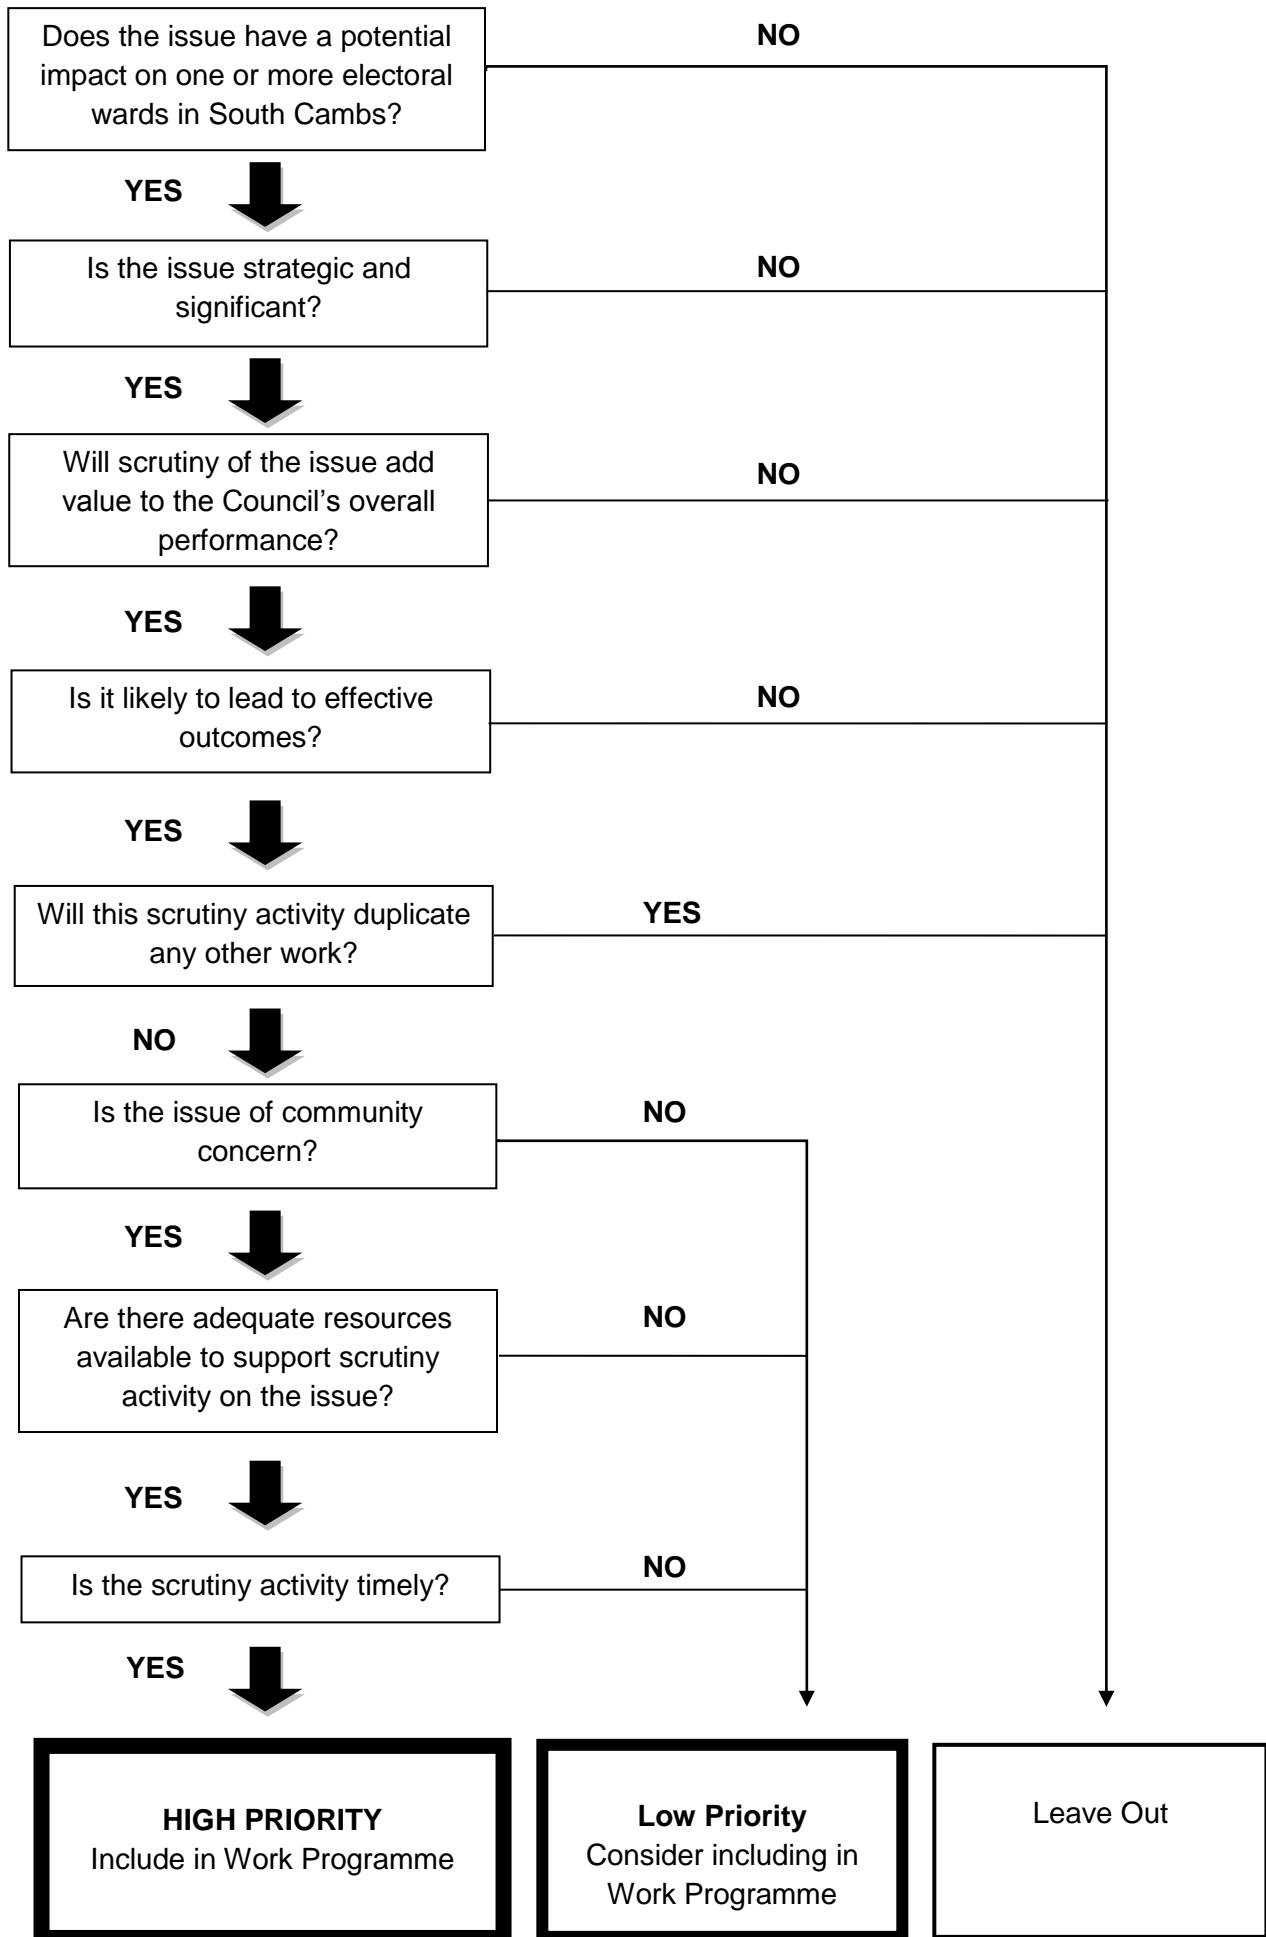 Does the issue have a potential
impact on one or more electoral
wards in South Cambs?
NO
YES
Is the issue strategic and
significant?
NO
YES
Will scrutiny of the issue add
value to the Council’s overall
performance?
NO
YES
Is it likely to lead to effective
outcomes?
NO
YES
Will this scrutiny activity duplicate
any other work?
YES
NO
Is the issue of community
concern?
NO
YES
Are there adequate resources
available to support scrutiny
activity on the issue?
NO
YES
Is the scrutiny activity timely?
NO
YES
HIGH PRIORITY
Include in Work Programme
Low Priority
Consider including in
Work Programme
Leave Out